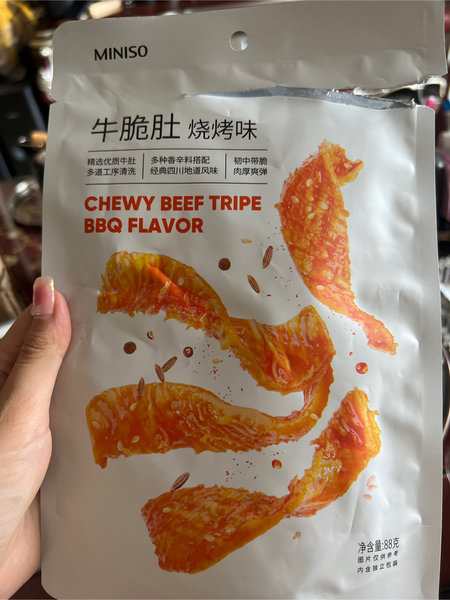 MINISO
牛脆肚 烧烤味
精选优质牛肚 多种香辛料搭配 韧中带脆
多道工序清洗 经典四川地道风味 肉厚爽弹
CHEWY BEEF TRIPE
BBQ FLAVOR
净含量:88克
图片仅供参考
内含独立包装